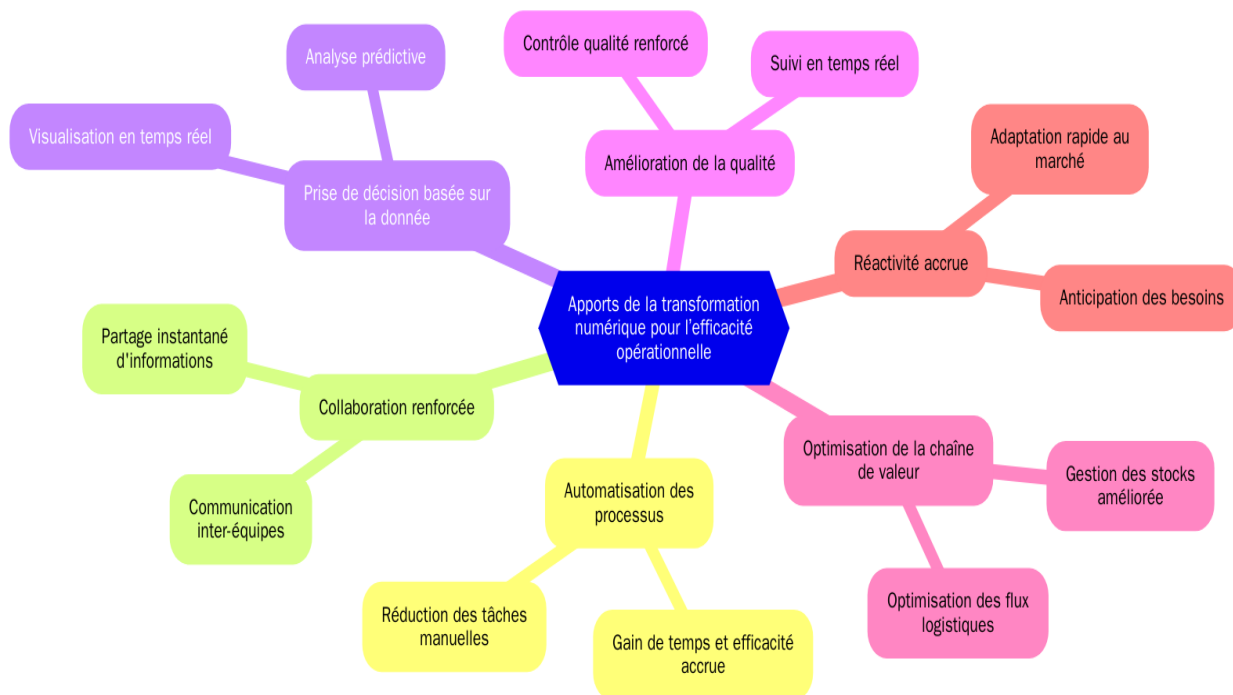 Analyse prédictive
Visualisation en temps réel
Prise de décision basée sur
la donnée
Contrôle qualité renforcé
Suivi en temps réel
Amélioration de la qualité
Adaptation rapide au
marché
Réactivité accrue
Anticipation des besoins
Apports de la transformation
numérique pour l'efficacité
opérationnelle
Partage instantané
d'informations
Collaboration renforcée
Communication
inter-équipes
Automatisation des
processus
Réduction des tâches
manuelles
Gain de temps et efficacité
accrue
Optimisation de la chaîne
de valeur
Gestion des stocks
améliorée
Optimisation des flux
logistiques